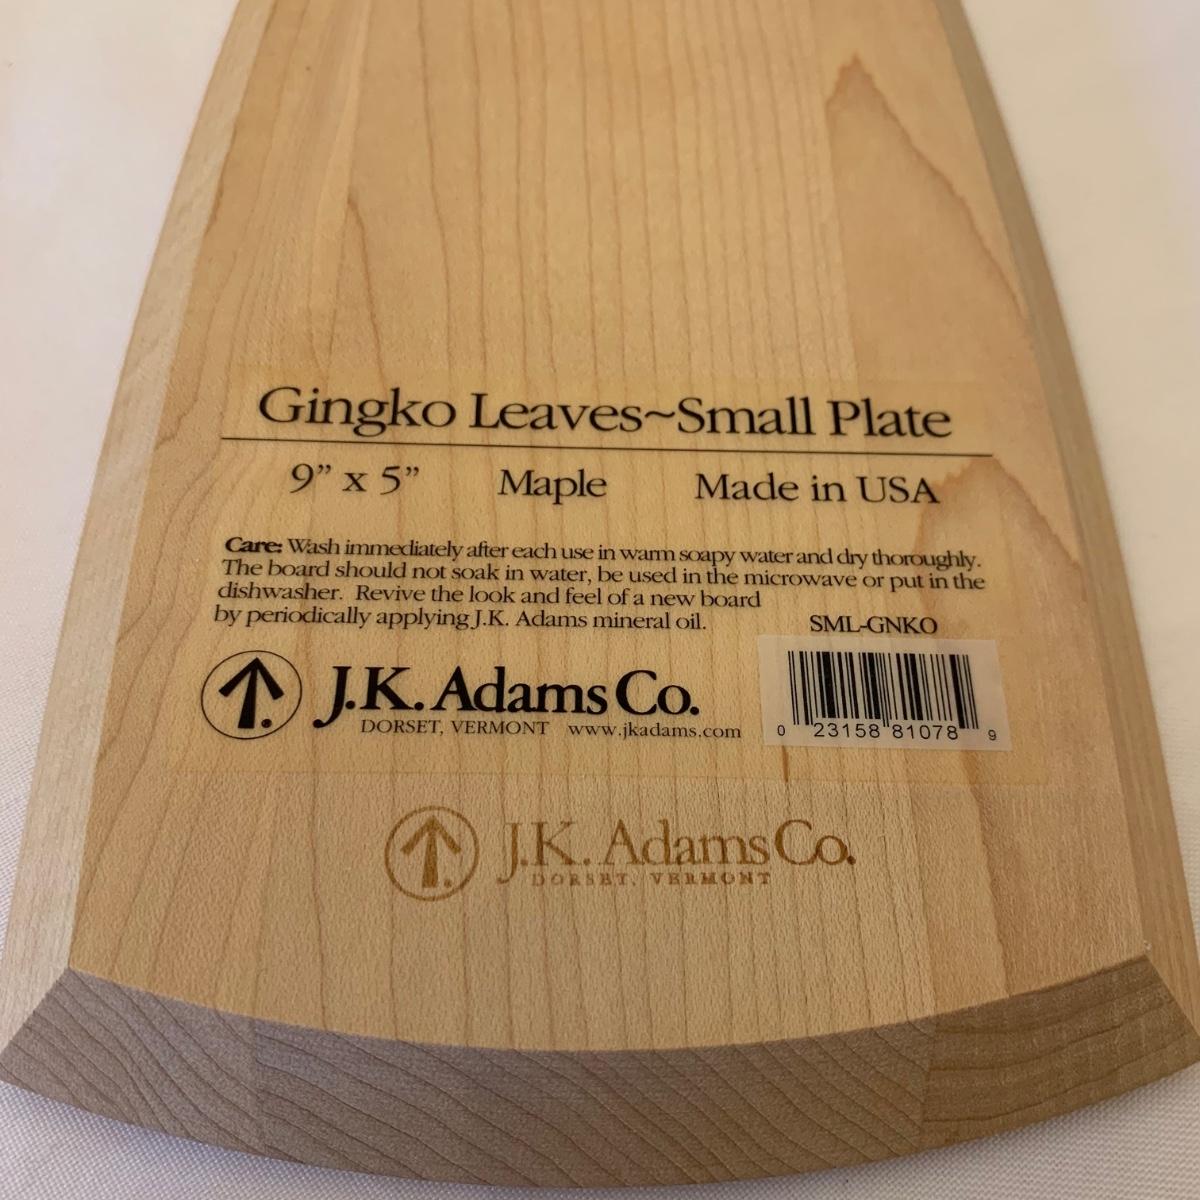 Gingko Leaves~Small Plate
9” x 5” Maple Made in USA
Care: Wash immediately after each use in warm soapy water and dry thoroughly.
The board should not soak in water, be used in the microwave or put in the
dishwasher. Revive the look and feel of a new board
by periodically applying J.K. Adams mineral oil.
SML-GNKO
J.K. Adams Co.
DORSET, VERMONT www.jkadams.com
0 23158 81078 9
J.K. Adams Co.
DORSET, VERMONT